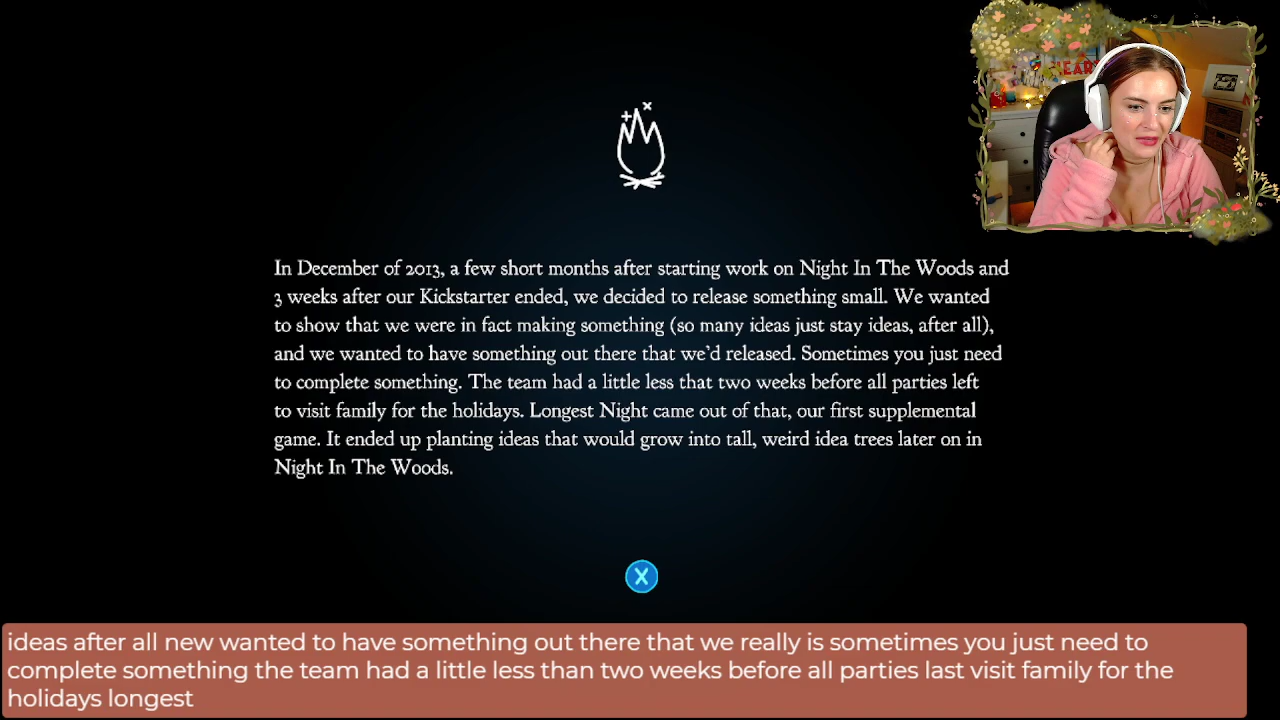 HEAR
In December of 2013, a few short months after starting work on Night In The Woods and
3 weeks after our Kickstarter ended, we decided to release something small. We wanted
to show that we were in fact making something (so many ideas just stay ideas, after all),
and we wanted to have something out there that we'd released. Sometimes you just need
to complete something. The team had a little less that two weeks before all parties left
to visit family for the holidays. Longest Night came out of that, our first supplemental
game. It ended up planting ideas that would grow into tall, weird idea trees later on in
Night In The Woods.
X
ideas after all new wanted to have something out there that we really is sometimes you just need to
complete something the team had a little less than two weeks before all parties last visit family for the
holidays longest